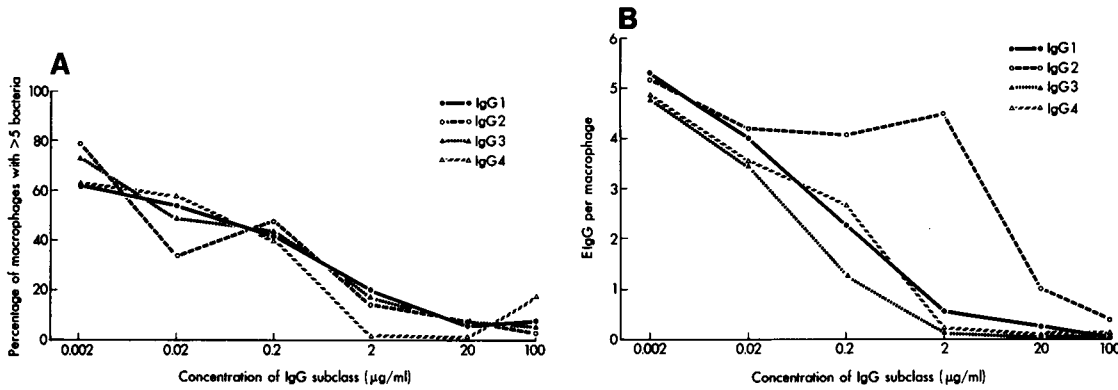 A
Percentage of macrophages with >5 bacteria
100
80
60
40
20
0
0.002
0.02
0.2
2
20
100
Concentration of IgG subclass (µg/ml)
IgG1
IgG2
IgG3
IgG4
B
EIgG per macrophage
6
5
4
3
2
1
0
0.002
0.02
0.2
2
20
100
Concentration of IgG subclass (µg/ml)
IgG1
IgG2
IgG3
IgG4